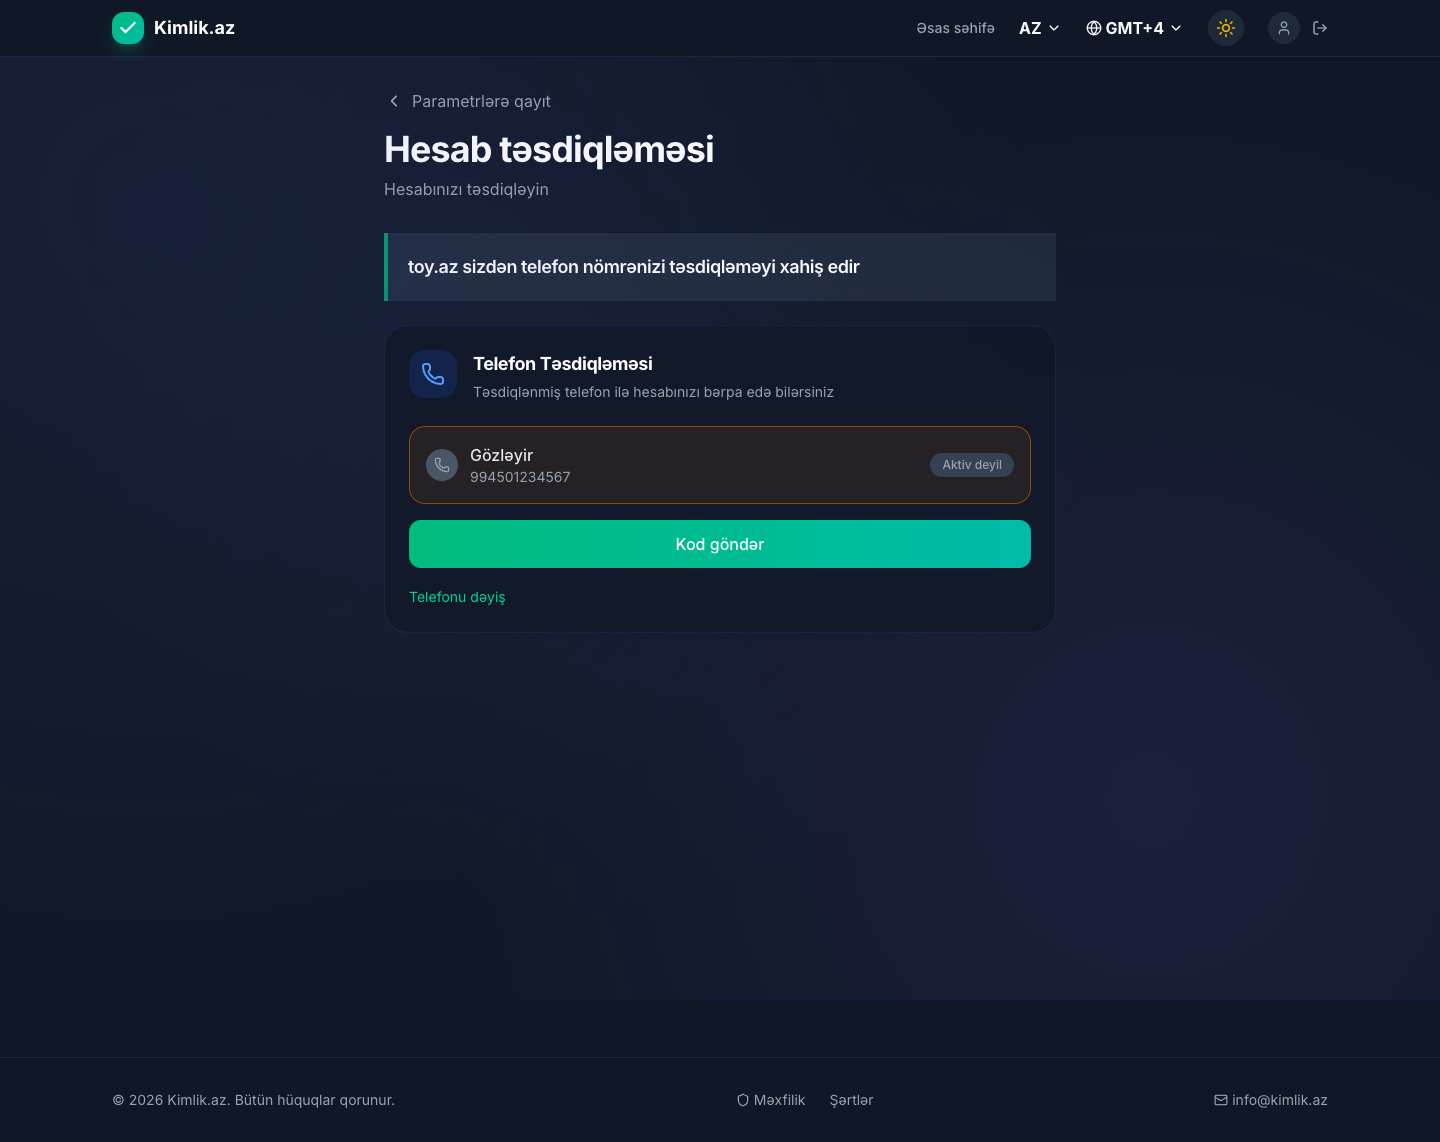 Kimlik.az
Əsas səhifə
AZ
GMT+4
Parametrlərə qayıt
Hesab təsdiqləməsi
Hesabınızı təsdiqləyin
toy.az sizdən telefon nömrənizi təsdiqləməyi xahiş edir
Telefon Təsdiqləməsi
Təsdiqlənmiş telefon ilə hesabınızı bərpa edə bilərsiniz
Gözləyir
994501234567
Aktiv deyil
Kod göndər
Telefonu dəyiş
© 2026 Kimlik.az. Bütün hüquqlar qorunur.
Məxfilik
Şərtlər
info@kimlik.az